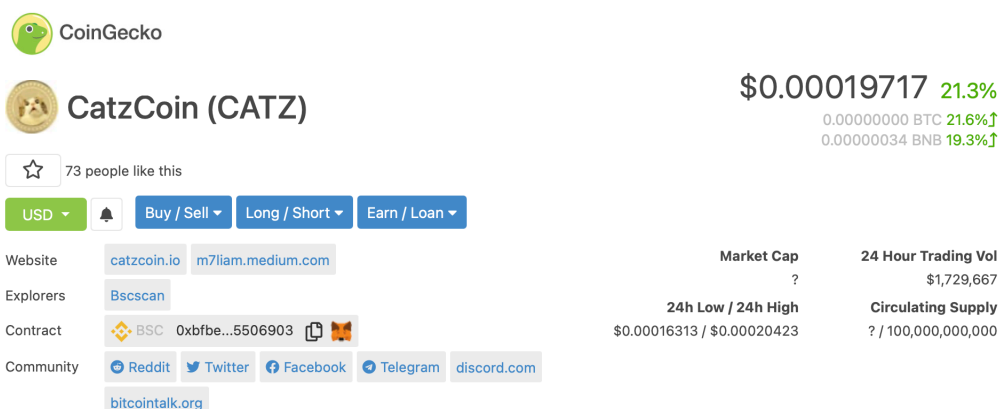 CoinGecko
CatzCoin (CATZ)
$0.00019717 21.3%
0.00000000 BTC 21.6%
0.00000034 BNB 19.3%
73 people like this
USD Buy / Sell Long / Short Earn / Loan
Website catzcoin.io m7liam.medium.com
Explorers Bscscan
Contract BSC 0xbfbe...5506903
Community Reddit Twitter Facebook Telegram discord.com
bitcointalk.org
Market Cap 24 Hour Trading Vol
? $1,729,667
24h Low / 24h High Circulating Supply
$0.00016313 / $0.00020423 ? / 100,000,000,000